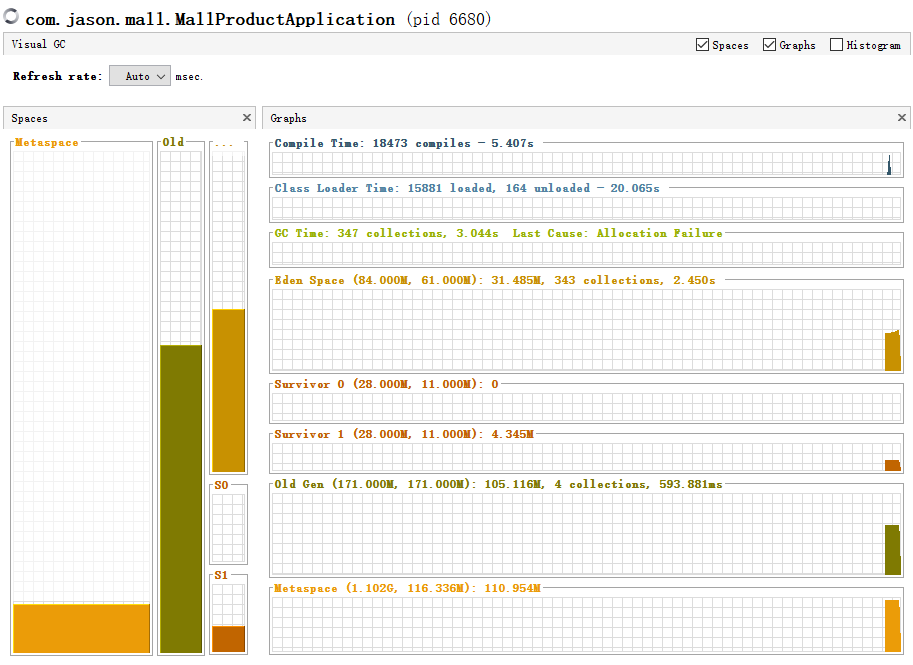 com.jason.mall.MallProductApplication (pid 6680)
Visual GC
Spaces Graphs Histogram
Refresh rate: Auto msec.
Spaces
Graphs
Metaspace
Old
...
S0
S1
Compile Time: 18473 compiles - 5.407s
Class Loader Time: 15881 loaded, 164 unloaded - 20.065s
GC Time: 347 collections, 3.044s Last Cause: Allocation Failure
Eden Space (84.000M, 61.000M): 31.485M, 343 collections, 2.450s
Survivor 0 (28.000M, 11.000M): 0
Survivor 1 (28.000M, 11.000M): 4.345M
Old Gen (171.000M, 171.000M): 105.116M, 4 collections, 593.881ms
Metaspace (1.102G, 116.336M): 110.954M